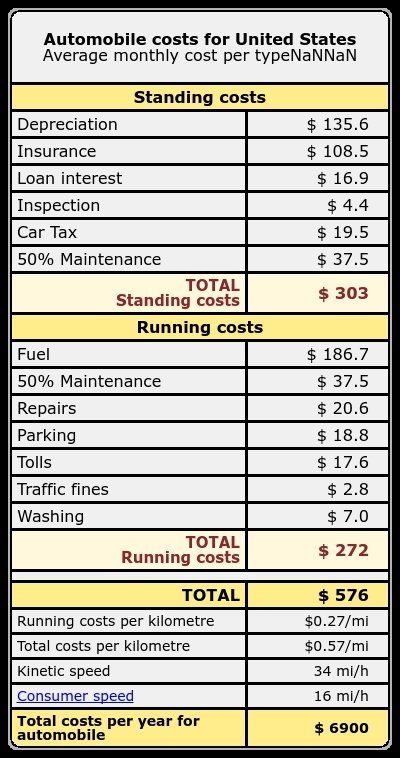 Automobile costs for United States
Average monthly cost per typeNaNNaN
Standing costs
Depreciation $ 135.6
Insurance $ 108.5
Loan interest $ 16.9
Inspection $ 4.4
Car Tax $ 19.5
50% Maintenance $ 37.5
TOTAL
Standing costs $ 303
Running costs
Fuel $ 186.7
50% Maintenance $ 37.5
Repairs $ 20.6
Parking $ 18.8
Tolls $ 17.6
Traffic fines $ 2.8
Washing $ 7.0
TOTAL
Running costs $ 272
TOTAL $ 576
Running costs per kilometre $0.27/mi
Total costs per kilometre $0.57/mi
Kinetic speed 34 mi/h
Consumer speed 16 mi/h
Total costs per year for
automobile $ 6900